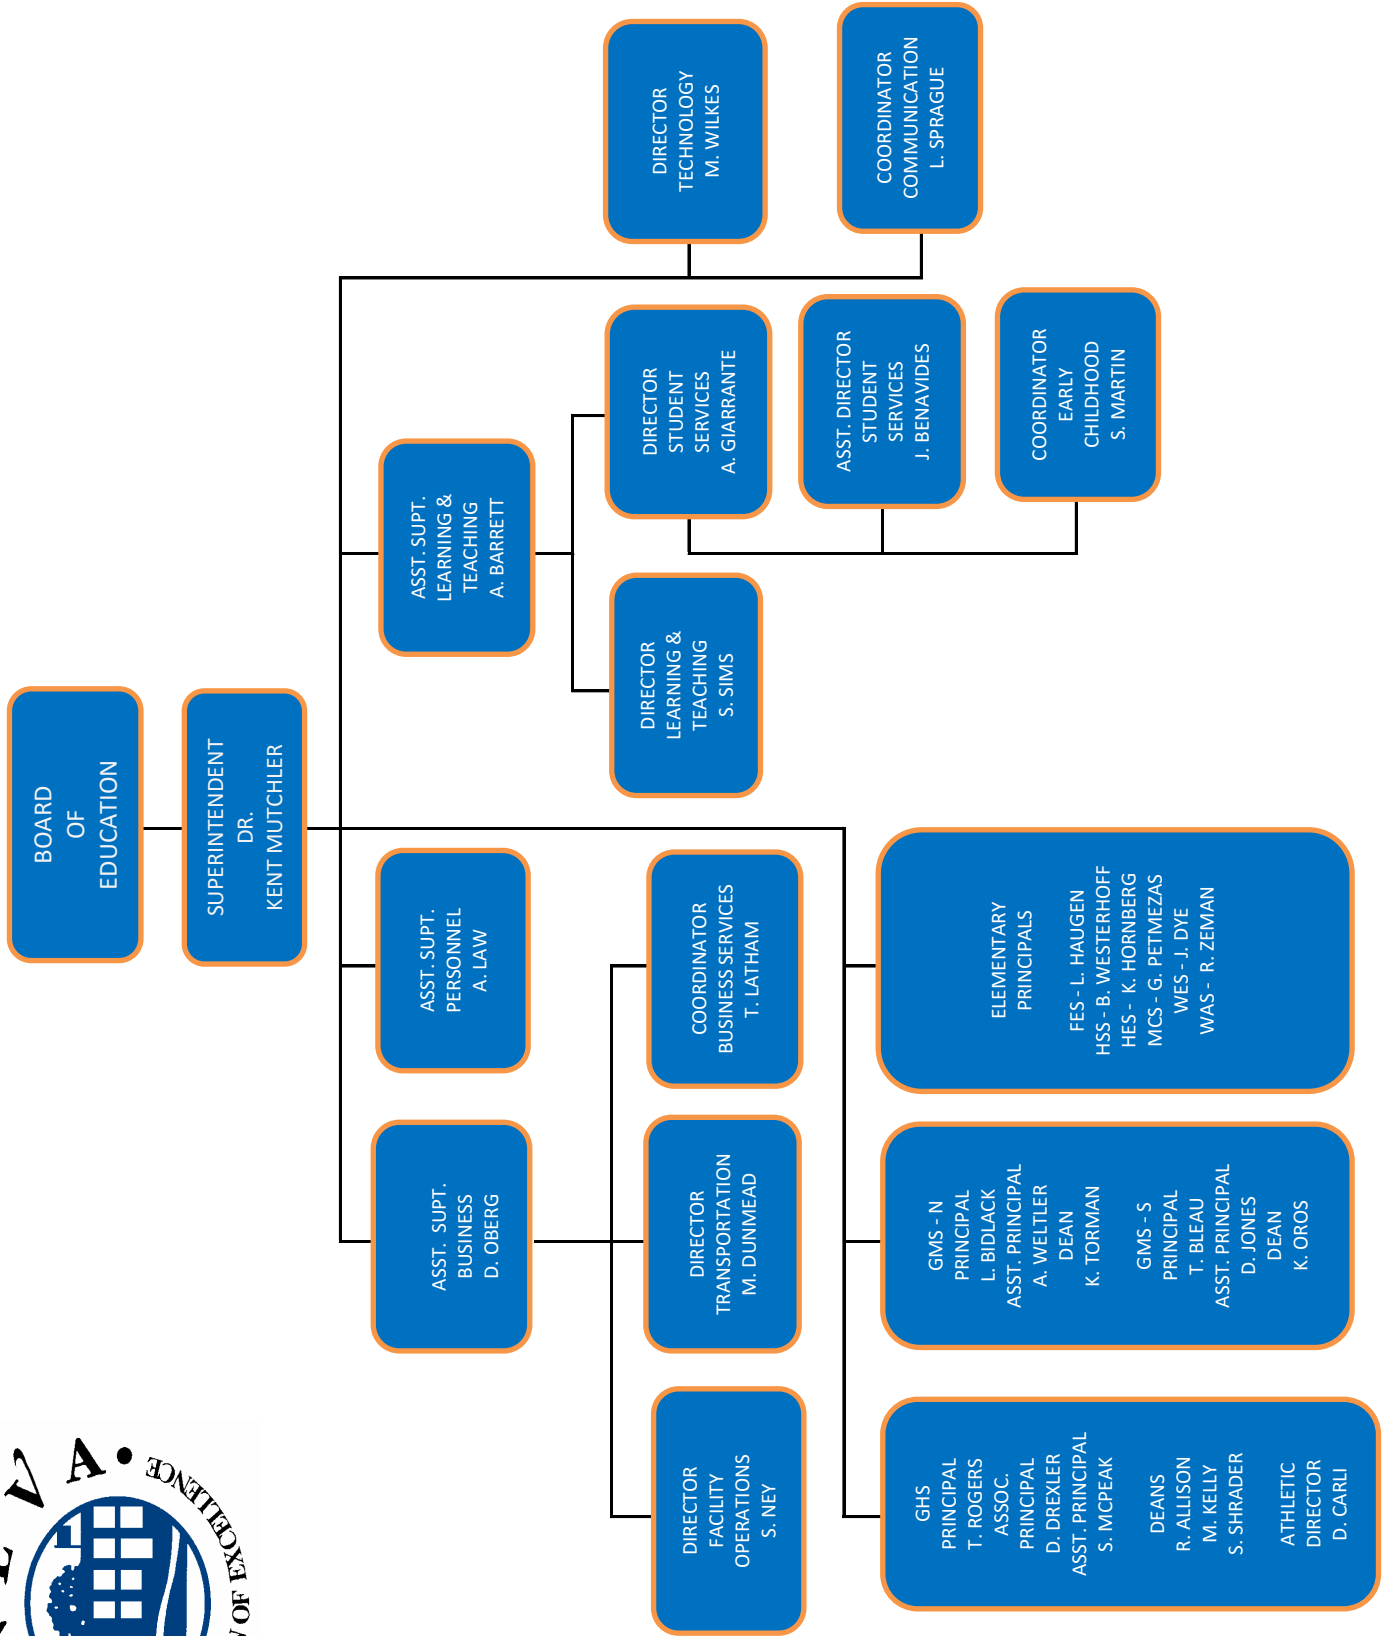 BOARD
OF
EDUCATION
SUPERINTENDENT
DR.
KENT MUTCHLER
ASST. SUPT.
BUSINESS
D. OBERG
ASST. SUPT.
PERSONNEL
A. LAW
ASST. SUPT.
LEARNING &
TEACHING
A. BARRETT
DIRECTOR
FACILITY
OPERATIONS
S. NEY
DIRECTOR
TRANSPORTATION
M. DUNMEAD
COORDINATOR
BUSINESS SERVICES
T. LATHAM
DIRECTOR
LEARNING &
TEACHING
S. SIMS
DIRECTOR
STUDENT
SERVICES
A. GIARRANTE
DIRECTOR
TECHNOLOGY
M. WILKES
ASST. DIRECTOR
STUDENT
SERVICES
J. BENAVIDES
COORDINATOR
COMMUNICATION
L. SPRAGUE
COORDINATOR
EARLY
CHILDHOOD
S. MARTIN
GHS
PRINCIPAL
T. ROGERS
ASSOC.
PRINCIPAL
D. DREXLER
ASST. PRINCIPAL
S. MCPEAK
DEANS
R. ALLISON
M. KELLY
S. SHRADER
ATHLETIC
DIRECTOR
D. CARLI
GMS - N
PRINCIPAL
L. BIDLACK
ASST. PRINCIPAL
A. WELTLER
DEAN
K. TORMAN
GMS - S
PRINCIPAL
T. BLEAU
ASST. PRINCIPAL
D. JONES
DEAN
K. OROS
ELEMENTARY
PRINCIPALS
FES - L. HAUGEN
HSS - B. WESTERHOFF
HES - K. HORNBERG
MCS - G. PETMEZAS
WES - J. DYE
WAS - R. ZEMAN
V A •
OF EXCELLENCE